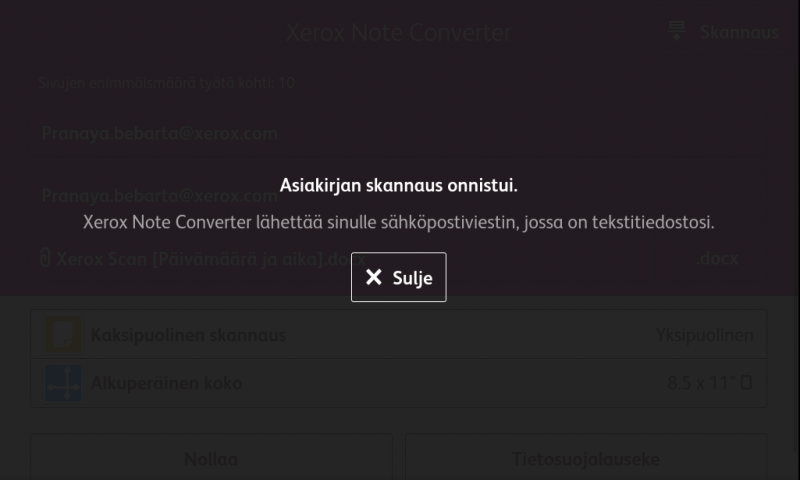 Xerox Note Converter
Skannaus
Sivujen enimmäismäärä työtä kohti: 10
Pranaya.bebarta@xerox.com
Asiakirjan skannaus onnistui.
Pranaya.bebarta@xerox.com
Xerox Note Converter lähettää sinulle sähköpostiviestin, jossa on tekstitiedostosi.
Xerox Scan [Päivämäärä ja aika].docx
.docx
Sulje
Kaksipuolinen skannaus
Yksipuolinen
Alkuperäinen koko
8.5 x 11"
Nollaa
Tietosuojalauseke